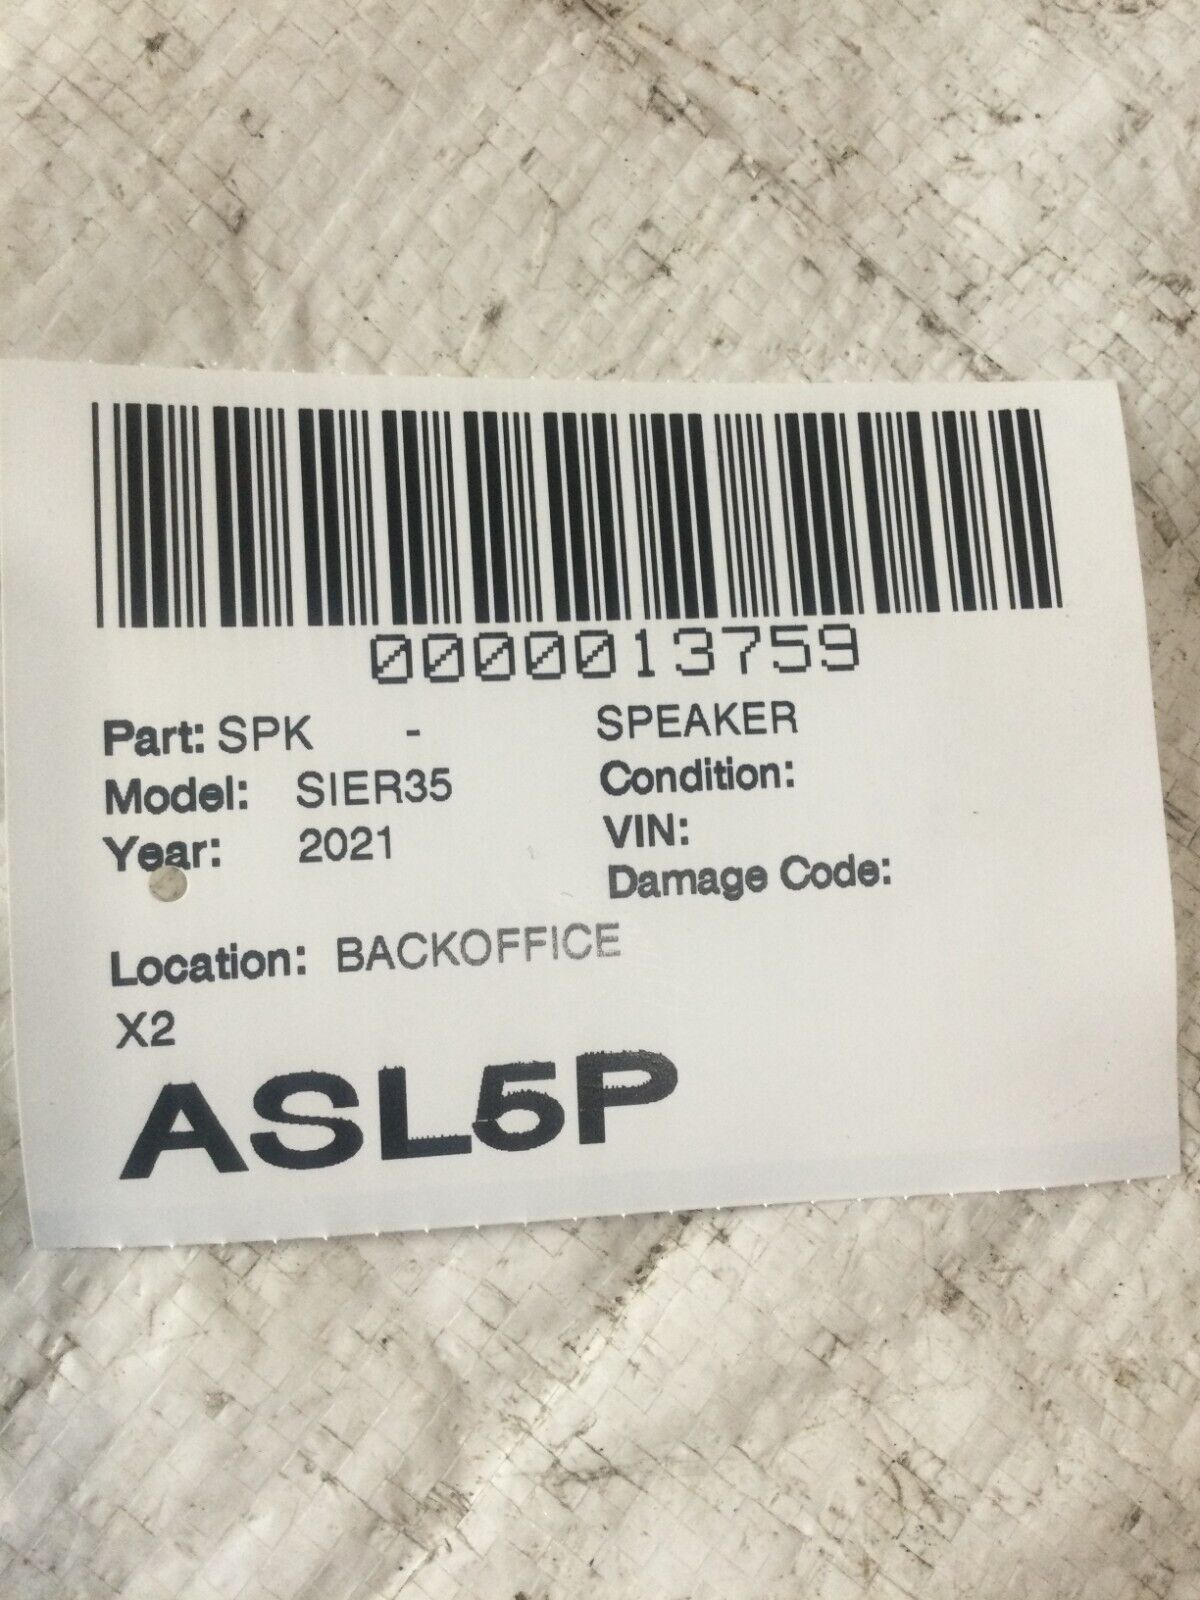 0000013759
Part: SPK - SPEAKER
Model: SIER35 Condition:
Year: 2021 VIN:
Damage Code:
Location: BACKOFFICE
X2
ASL5P